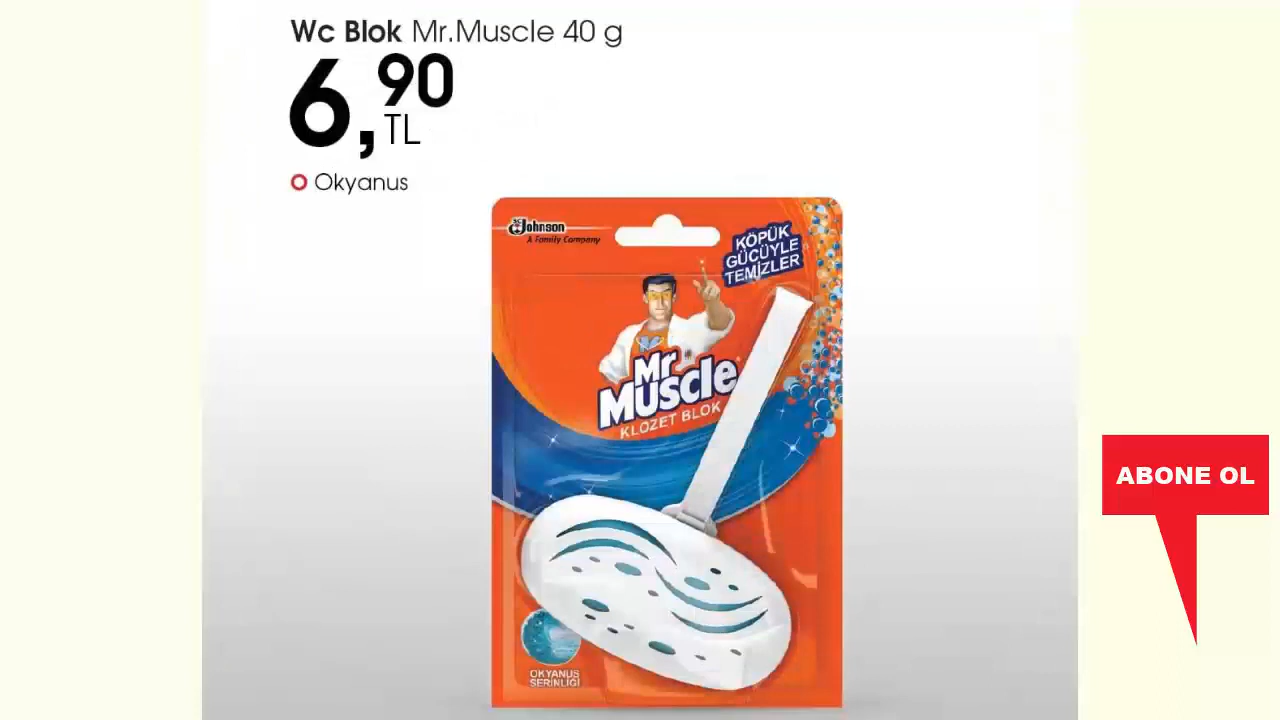 Wc Blok Mr.Muscle 40 g
6,90
TL
Okyanus
SC Johnson
A Family Company
KÖPÜK
GÜCÜYLE
TEMİZLER
Mr
Muscle
KLOZET BLOK
ABONE OL
OKYANUS
SERİNLİĞİ